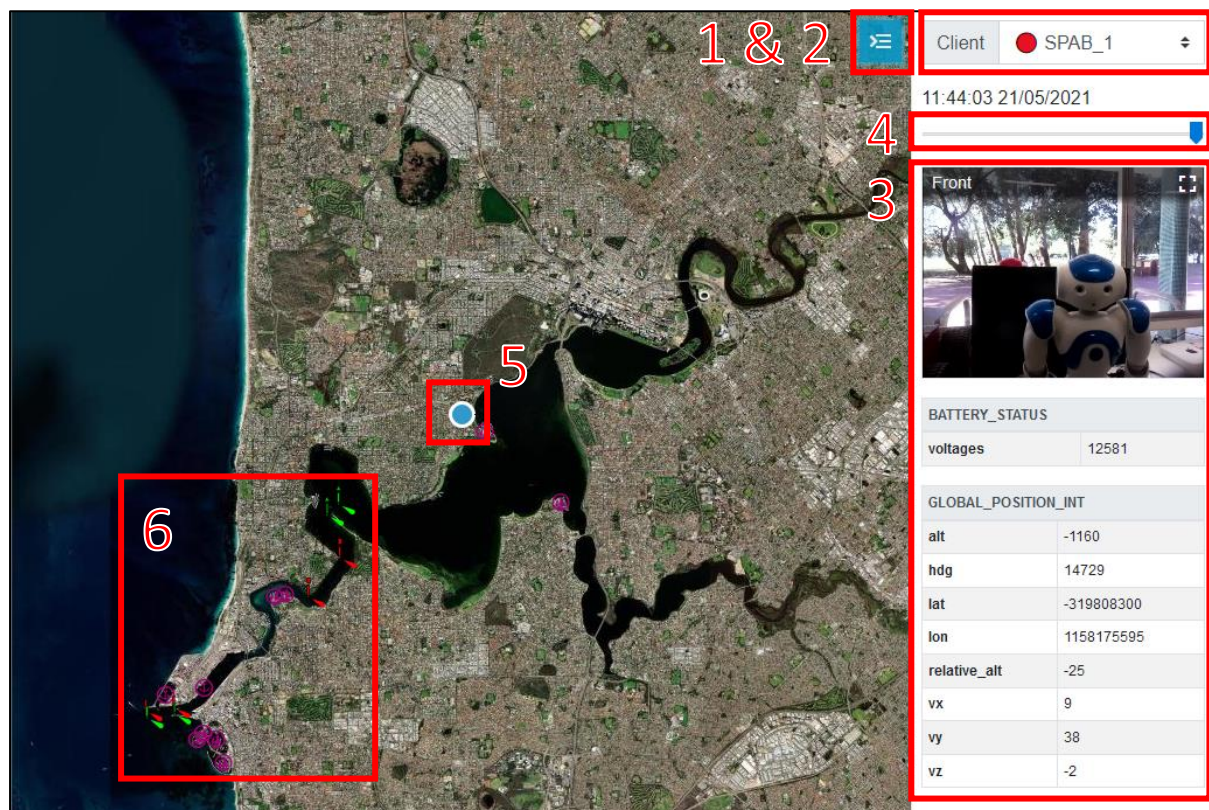 1 & 2
Client SPAB_1
11:44:03 21/05/2021
4
3
Front
5
6
BATTERY_STATUS
voltages 12581
GLOBAL_POSITION_INT
alt -1160
hdg 14729
lat -319808300
lon 1158175595
relative_alt -25
vx 9
vy 38
vz -2